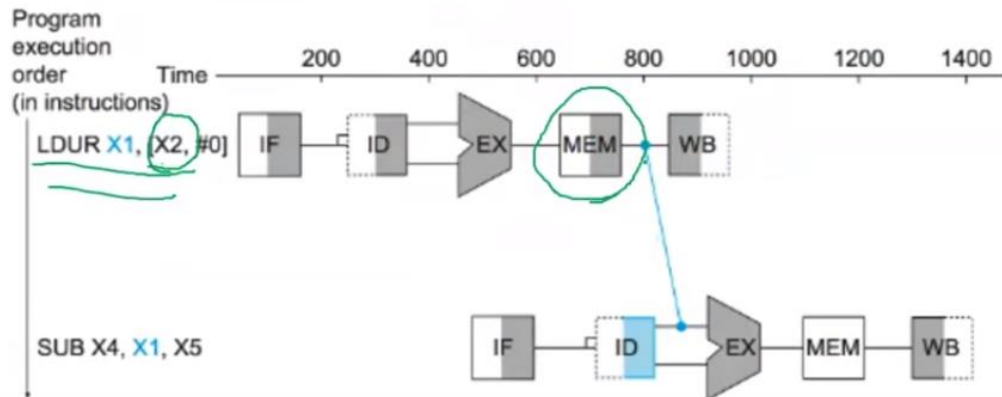 Program
execution
order
(in instructions)
Time
200 400 600 800 1000 1200 1400
LDUR X1, [X2, #0] IF ID EX MEM WB
SUB X4, X1, X5 IF ID EX MEM WB